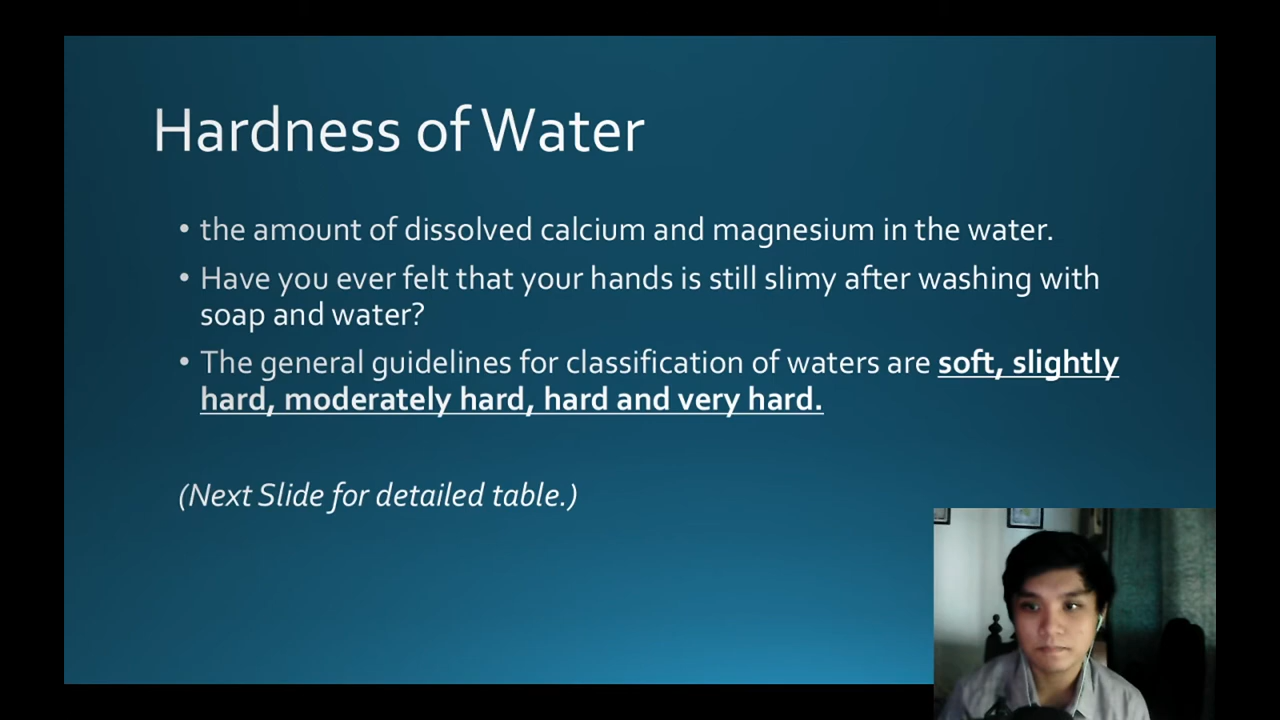 Hardness of Water
• the amount of dissolved calcium and magnesium in the water.
• Have you ever felt that your hands is still slimy after washing with
soap and water?
• The general guidelines for classification of waters are soft, slightly
hard, moderately hard, hard and very hard.
(Next Slide for detailed table.)